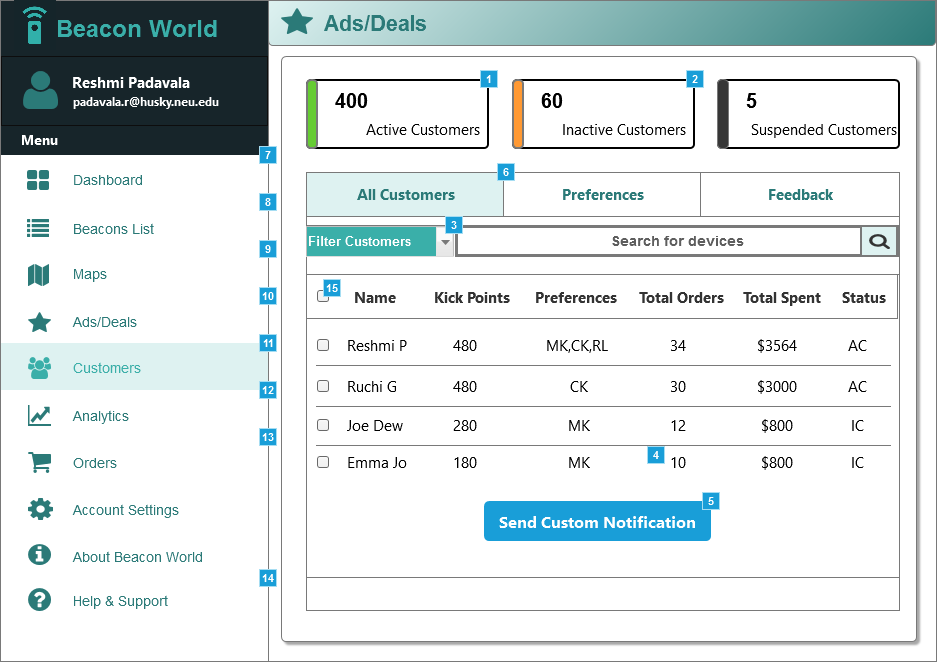 Beacon World
Ads/Deals
Reshmi Padavala
padavala.r@husky.neu.edu
Menu
7
Dashboard
8
Beacons List
9
Maps
10
Ads/Deals
11
Customers
12
Analytics
13
Orders
Account Settings
About Beacon World
14
Help & Support
1
400
Active Customers
2
60
Inactive Customers
5
Suspended Customers
6
All Customers Preferences Feedback
3
Filter Customers Search for devices
15
Name Kick Points Preferences Total Orders Total Spent Status
Reshmi P 480 MK,CK,RL 34 $3564 AC
Ruchi G 480 CK 30 $3000 AC
Joe Dew 280 MK 12 $800 IC
4
Emma Jo 180 MK 10 $800 IC
5
Send Custom Notification